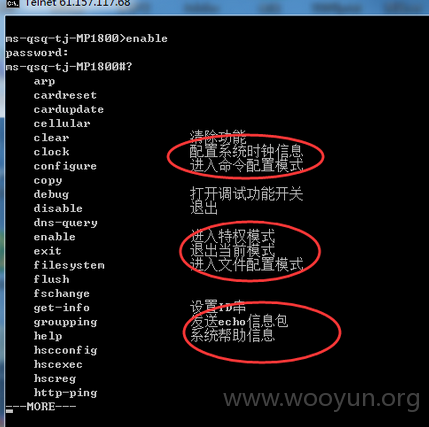 Telnet 61.157.117.68
ms-qsq-tj-MP1800>enable
password:
ms-qsq-tj-MP1800#?
arp
cardreset
cardupdate
cellular
clear 清除功能
clock 配置系统时钟信息
configure 进入命令配置模式
copy
debug 打开调试功能开关
disable 退出
dns-query
enable 进入特权模式
exit 退出当前模式
filesystem 进入文件配置模式
flush
fschange
get-info 设置ID串
groupping 发送echo信息包
help 系统帮助信息
hscconfig
hscexec
hscreg
http-ping
---MORE---
www.wooyun.org